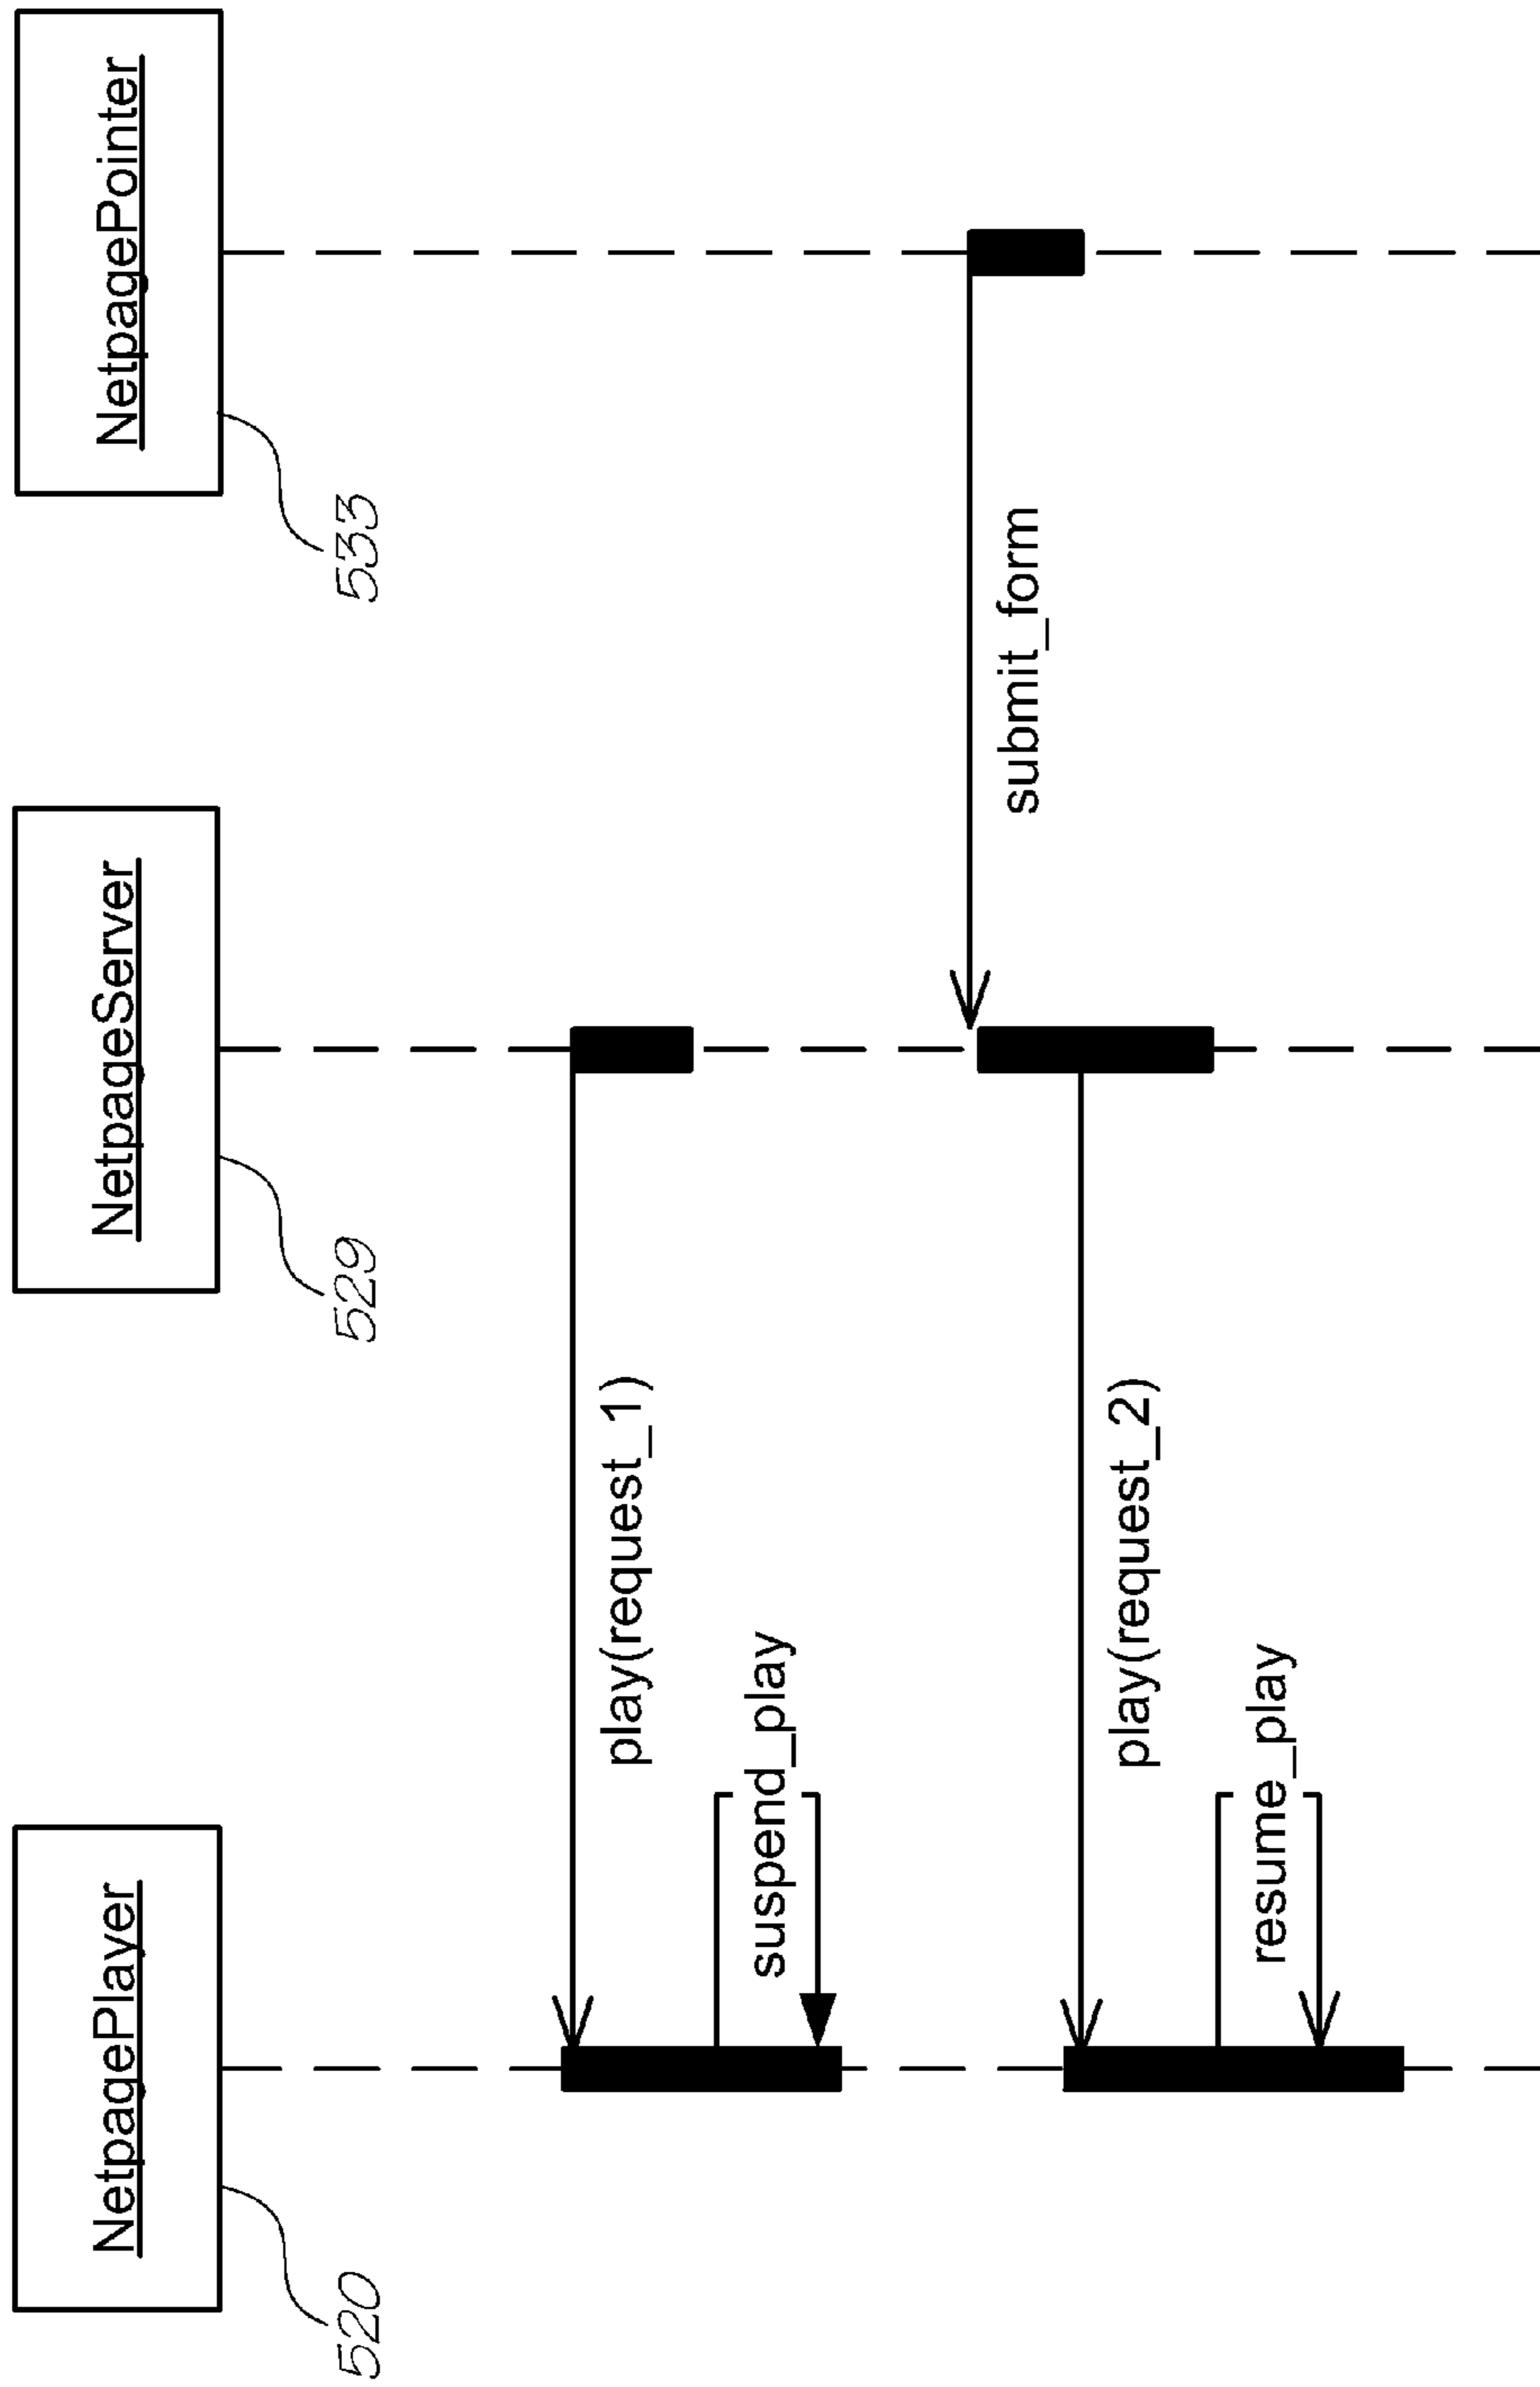 NetpagePlayer
NetpageServer
NetpagePointer
520
529
533
play(request_1)
suspend_play
submit_form
play(request_2)
resume_play